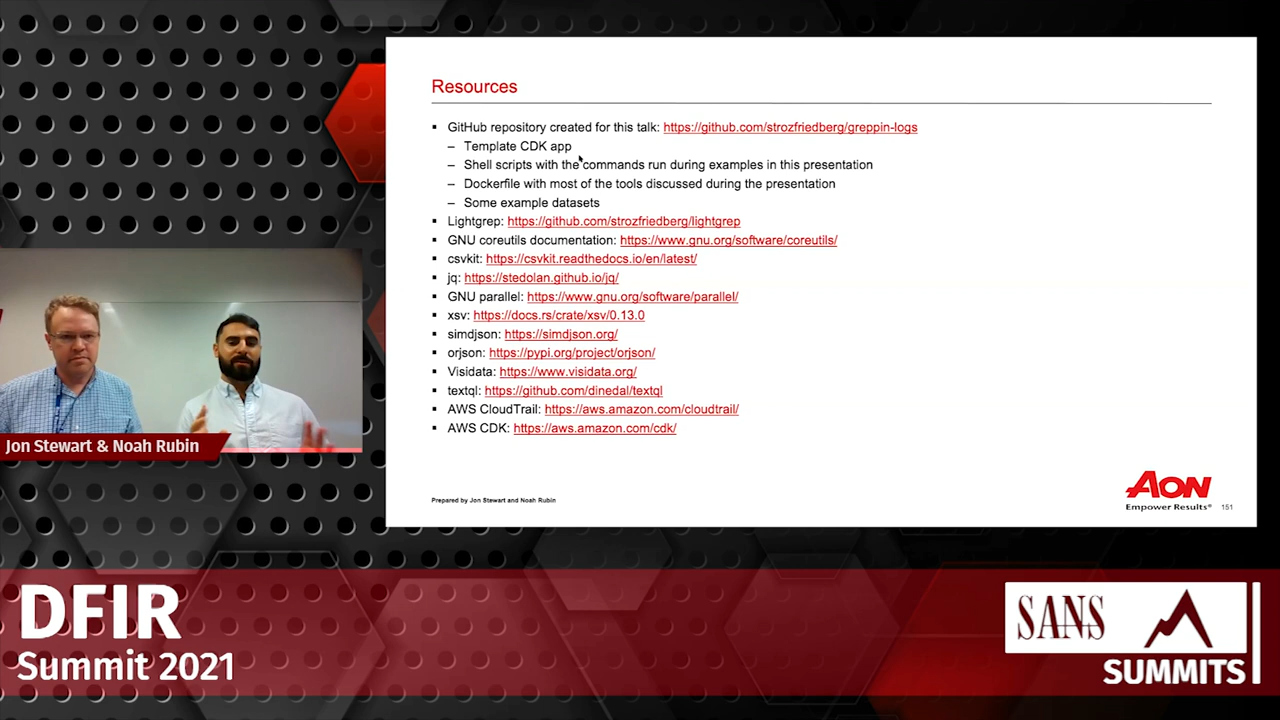 Resources
▪ GitHub repository created for this talk: https://github.com/strozfriedberg/greppin-logs
– Template CDK app
– Shell scripts with the commands run during examples in this presentation
– Dockerfile with most of the tools discussed during the presentation
– Some example datasets
▪ Lightgrep: https://github.com/strozfriedberg/lightgrep
▪ GNU coreutils documentation: https://www.gnu.org/software/coreutils/
▪ csvkit: https://csvkit.readthedocs.io/en/latest/
▪ jq: https://stedolan.github.io/jq/
▪ GNU parallel: https://www.gnu.org/software/parallel/
▪ xsv: https://docs.rs/crate/xsv/0.13.0
▪ simdjson: https://simdjson.org/
▪ orjson: https://pypi.org/project/orjson/
▪ Visidata: https://www.visidata.org/
▪ textql: https://github.com/dinedal/textql
▪ AWS CloudTrail: https://aws.amazon.com/cloudtrail/
▪ AWS CDK: https://aws.amazon.com/cdk/
Prepared by Jon Stewart and Noah Rubin
AON
Empower Results®
151
Jon Stewart & Noah Rubin
DFIR
Summit 2021
SANS
SUMMITS